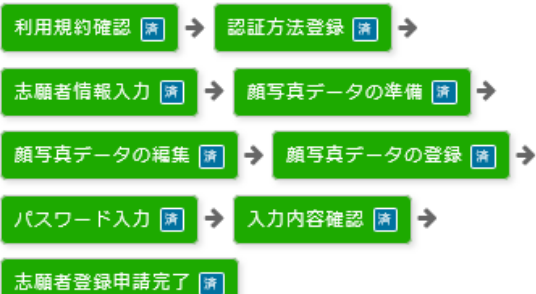 利用規約確認 済 → 認証方法登録 済 →
志願者情報入力 済 → 顔写真データの準備 済 →
顔写真データの編集 済 → 顔写真データの登録 済 →
パスワード入力 済 → 入力内容確認 済 →
志願者登録申請完了 済